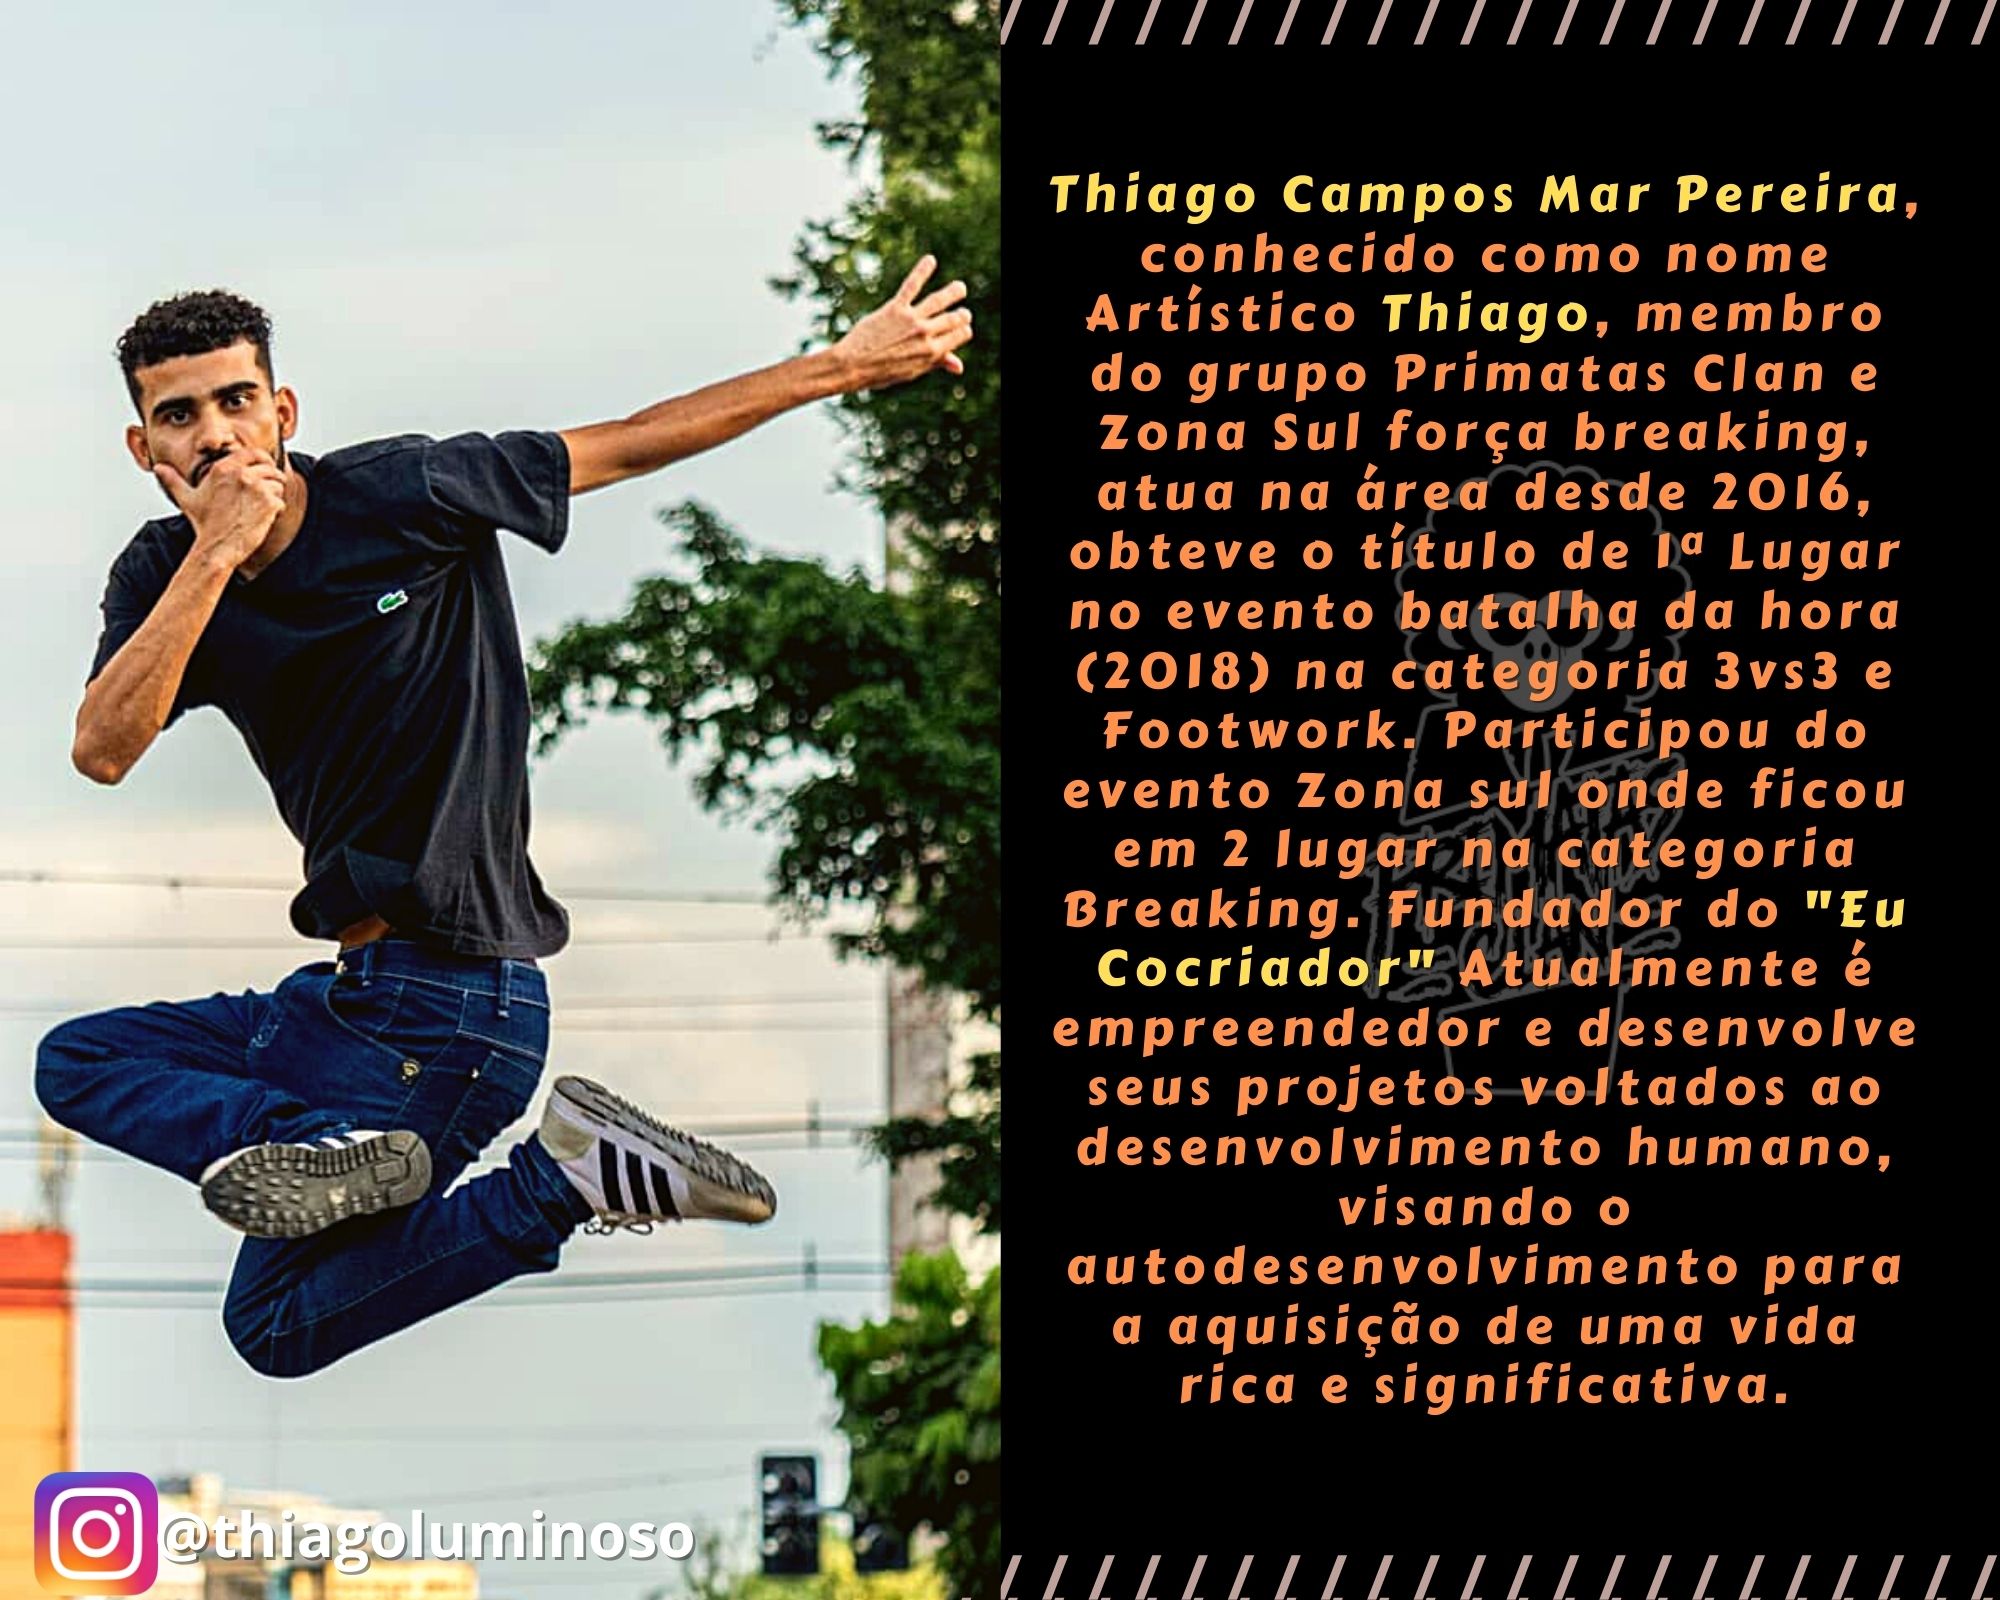 Thiago Campos Mar Pereira,
conhecido como nome
Artístico Thiago, membro
do grupo Primatas Clan e
Zona Sul força breaking,
atua na área desde 2016,
obteve o título de 1ª Lugar
no evento batalha da hora
(2018) na categoria 3vs3 e
Footwork. Participou do
evento Zona sul onde ficou
em 2 lugar na categoria
Breaking. Fundador do "Eu
Cocriador" Atualmente é
empreendedor e desenvolve
seus projetos voltados ao
desenvolvimento humano,
visando o
autodesenvolvimento para
a aquisição de uma vida
rica e significativa.
PRIMATAS
CLAN
@thiagoluminoso